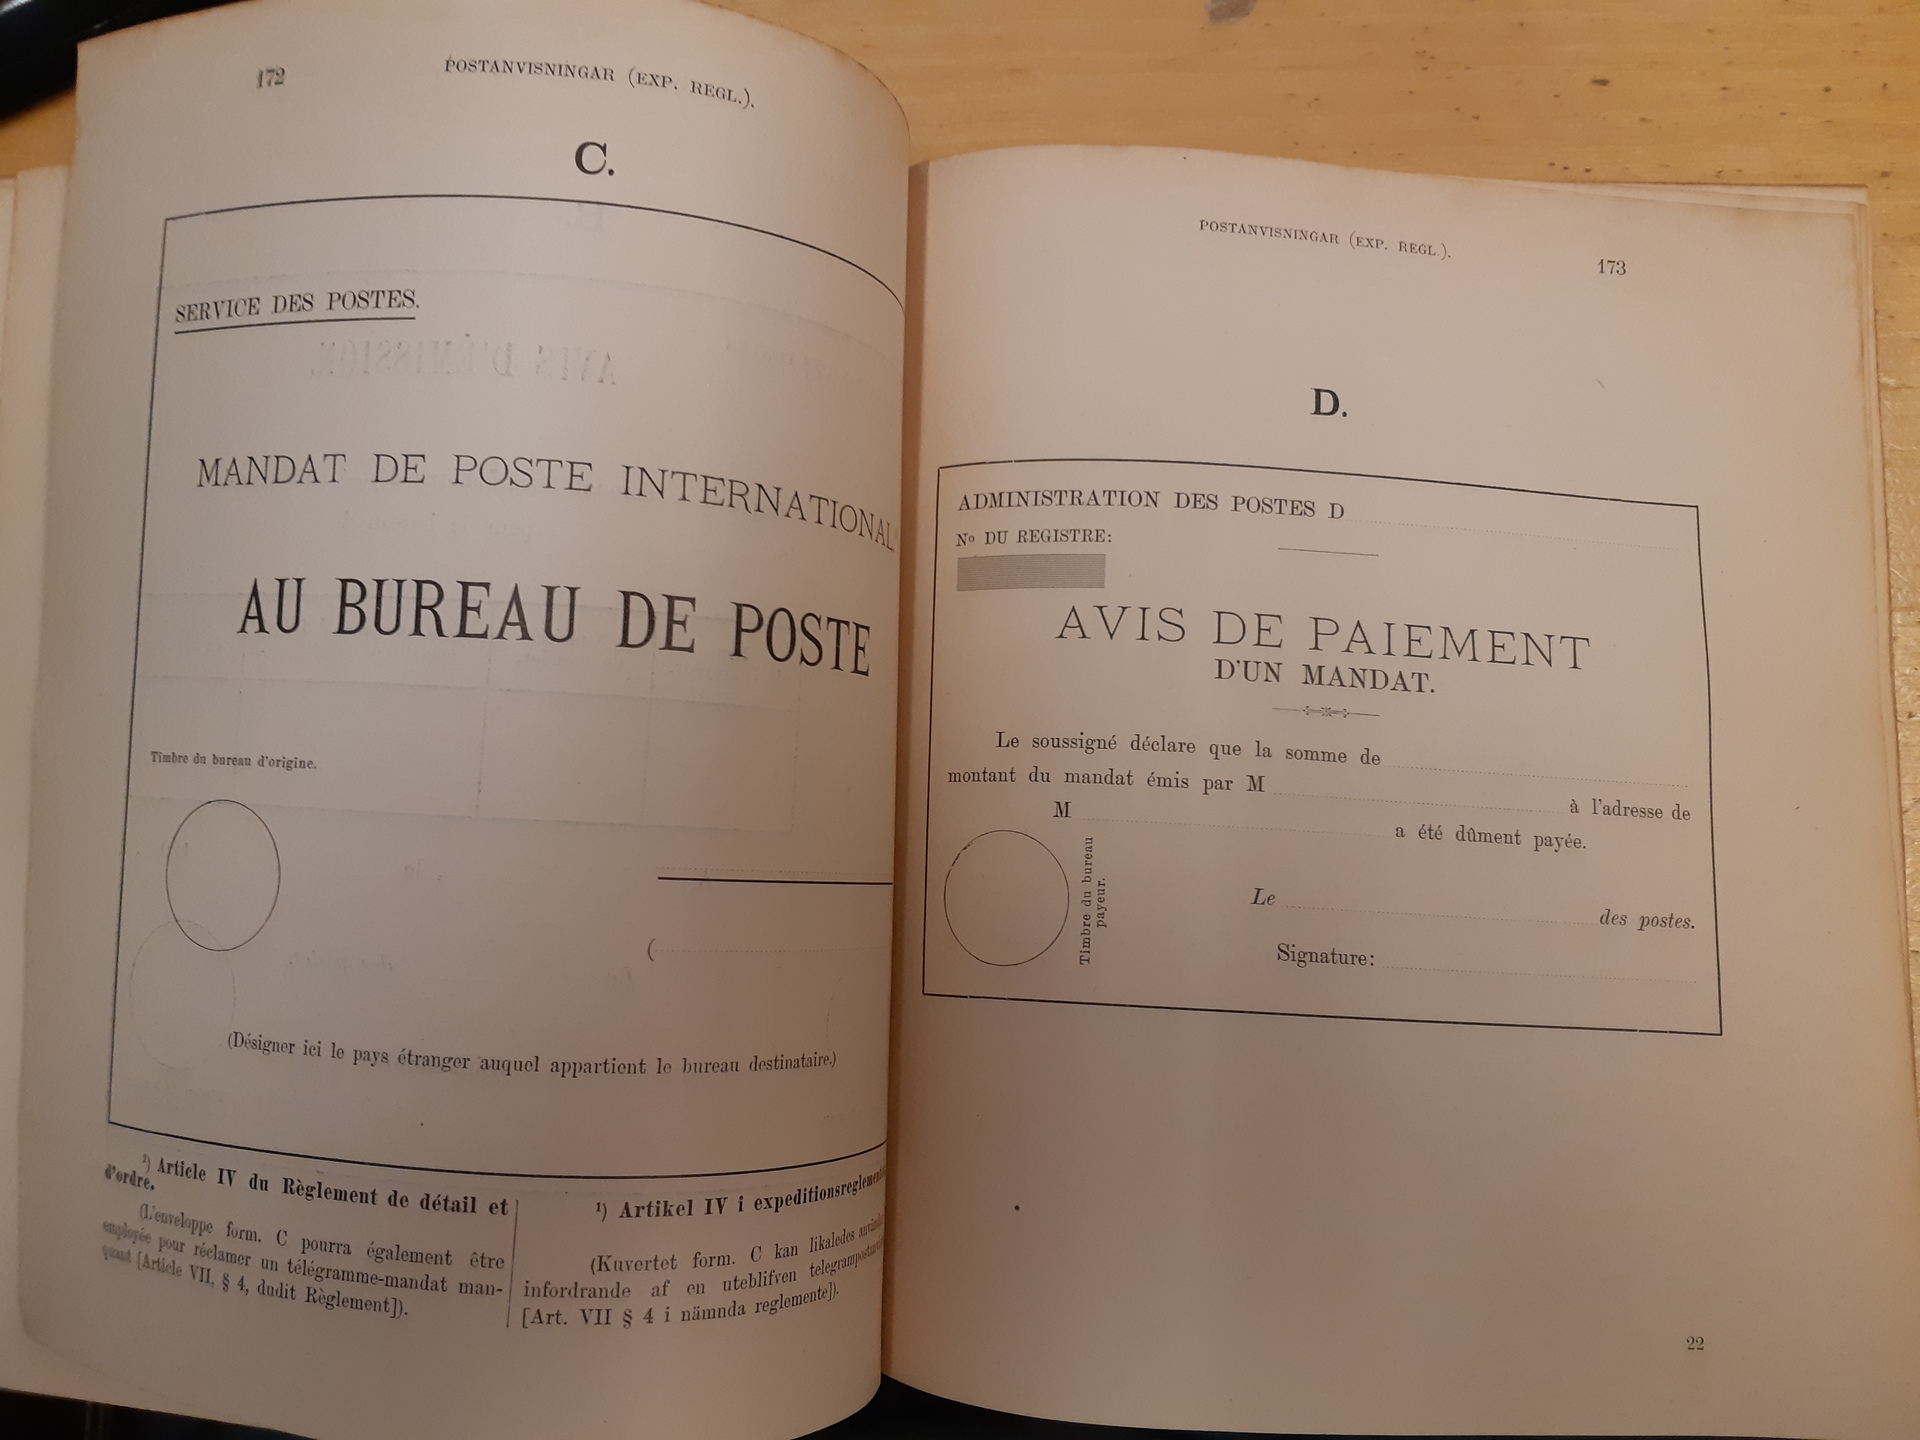 172
POSTANVISNINGAR (EXP. REGL.).
C.
SERVICE DES POSTES.
MANDAT DE POSTE INTERNATIONAL
AU BUREAU DE POSTE
Timbre du bureau d'origine.
(
(Désigner ici le pays étranger auquel appartient le bureau destinataire.)
¹) Article IV du Règlement de détail et
d'ordre.
(L'enveloppe form. C pourra également être
employée pour réclamer un télégramme-mandat man-
quant [Article VII, § 4, dudit Règlement]).
¹) Artikel IV i
(Kuvertet form. C kan likaledes
infordrande af en uteblifven
[Art. VII § 4 i nämnda reglemente]).
POSTANVISNINGAR (EXP. REGL.).
173
D.
ADMINISTRATION DES POSTES D
Nº DU REGISTRE:
AVIS DE PAIEMENT
D'UN MANDAT.
Le soussigné déclare que la somme de
montant du mandat émis par M
à l'adresse de
M
a été dûment payée.
Timbre du bureau
payeur.
Le
des postes.
Signature:
22